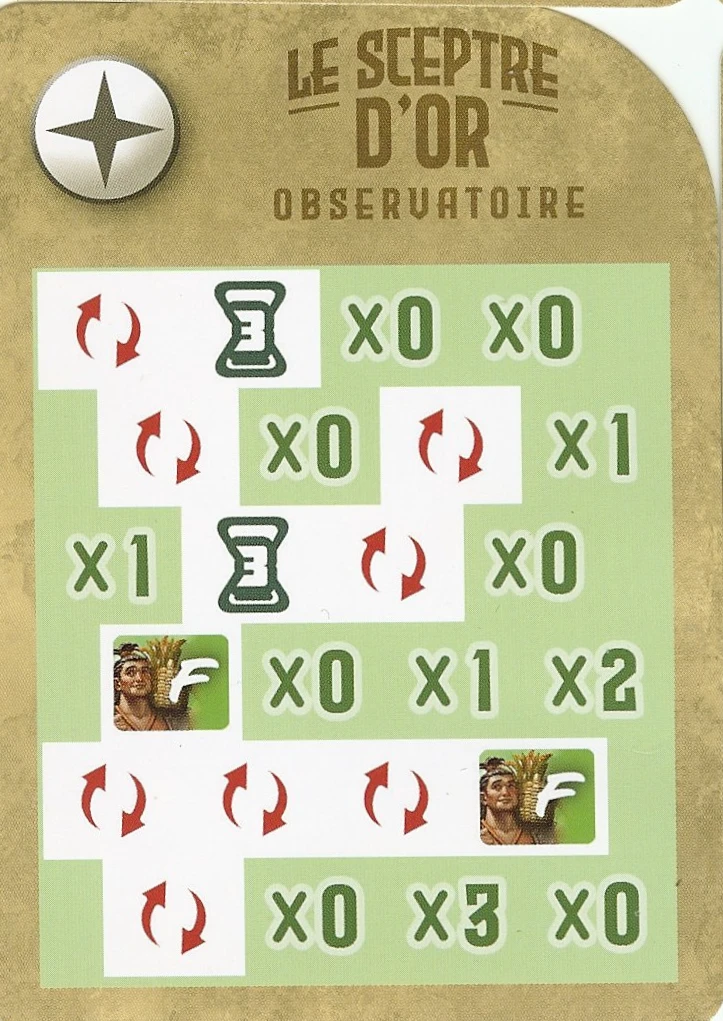 LE SCEPTRE
D'OR
OBSERVATOIRE
3 X0 X0
X0 X1
X1 3 X0
F X0 X1 X2
F
X0 X3 X0